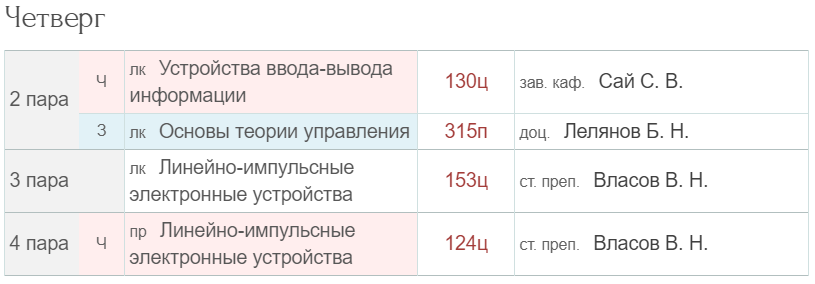 Четверг
2 пара
Ч
лк Устройства ввода-вывода
информации
130ц
зав. каф. Сай С. В.
З
лк Основы теории управления
315п
доц. Лелянов Б. Н.
3 пара
лк Линейно-импульсные
электронные устройства
153ц
ст. преп. Власов В. Н.
4 пара
Ч
пр Линейно-импульсные
электронные устройства
124ц
ст. преп. Власов В. Н.